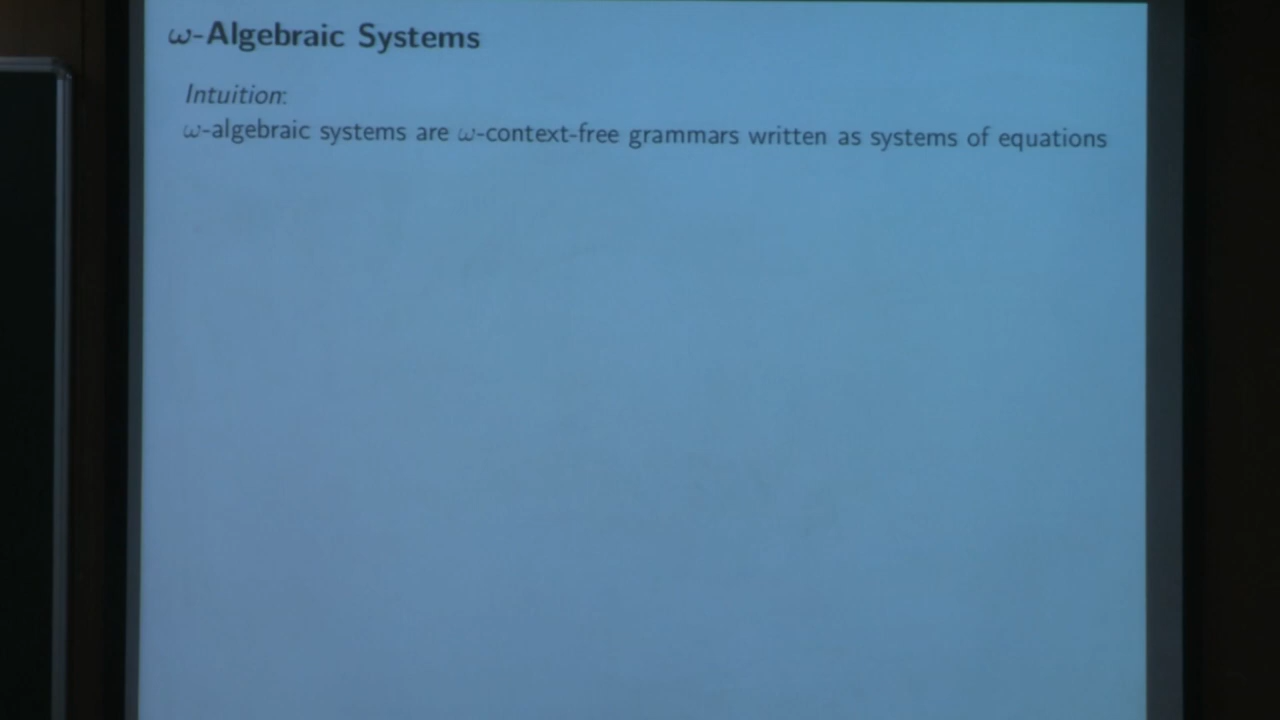 ω-Algebraic Systems
Intuition:
ω-algebraic systems are ω-context-free grammars written as systems of equations